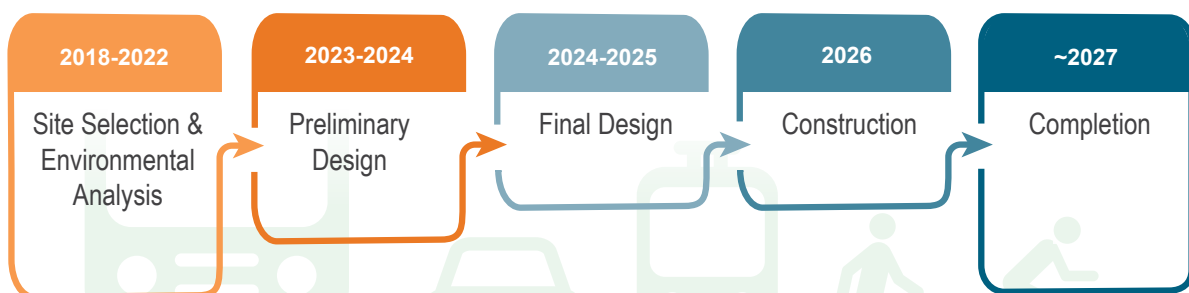 2018-2022
Site Selection &
Environmental
Analysis
2023-2024
Preliminary
Design
2024-2025
Final Design
2026
Construction
~2027
Completion